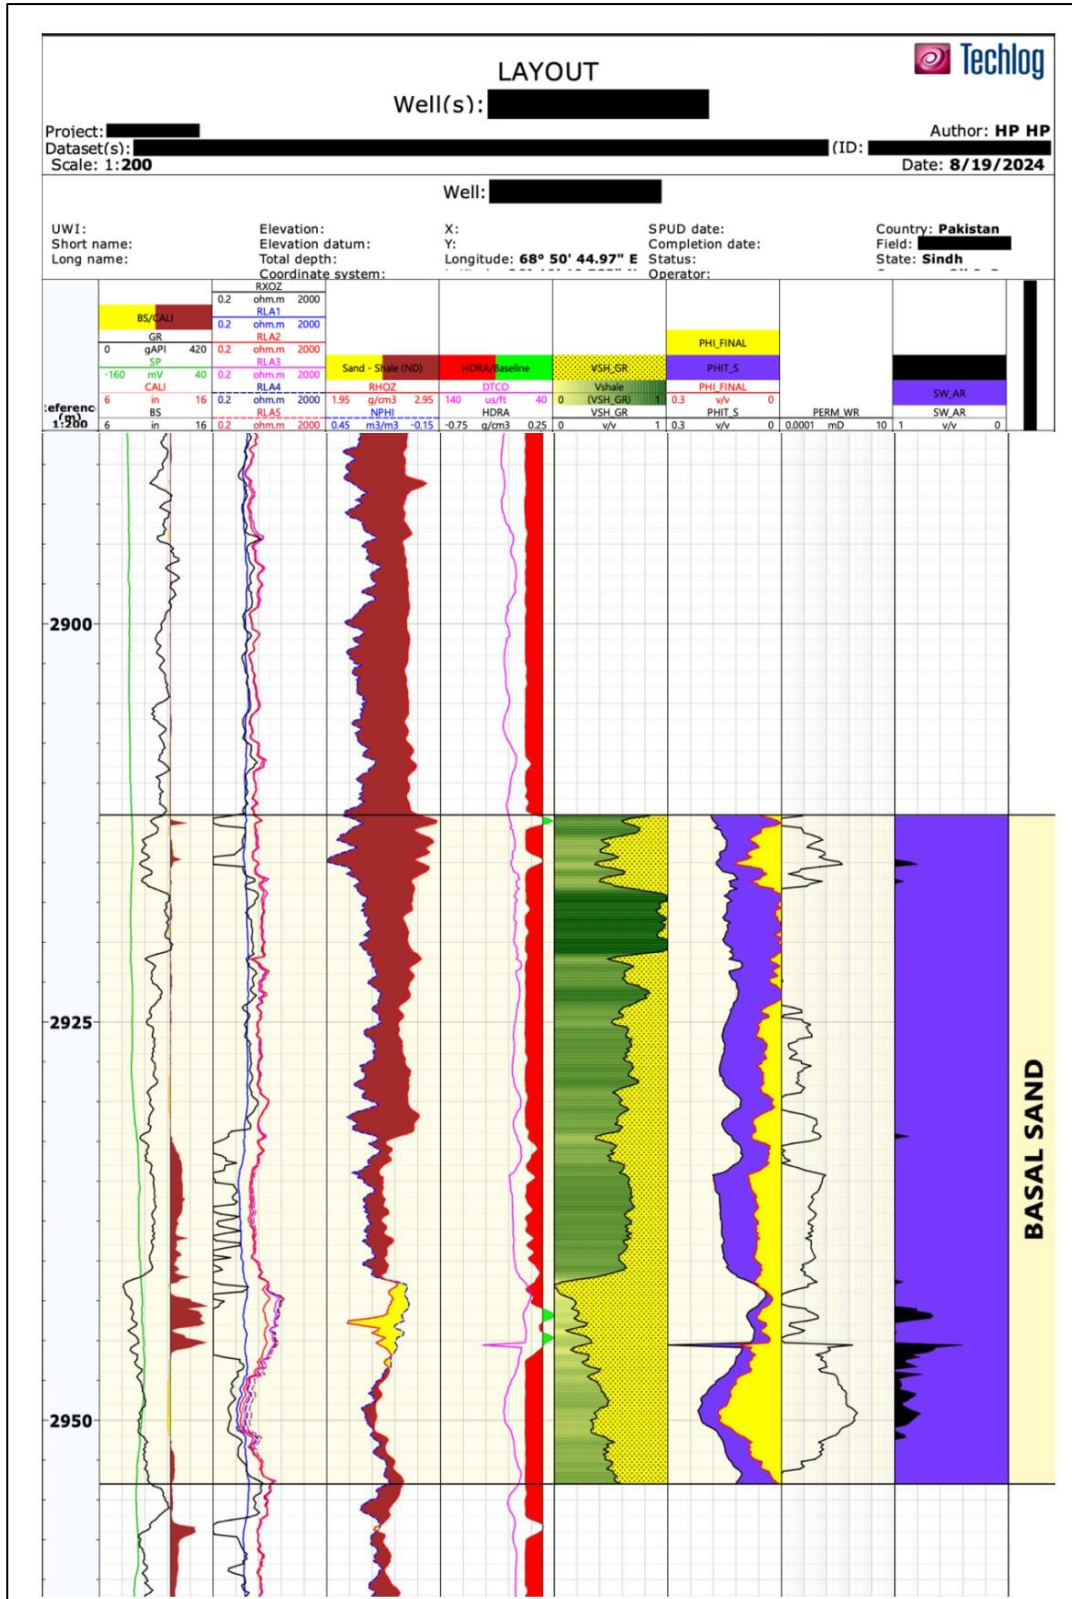 Techlog
LAYOUT
Well(s):
Project:
Author: HP HP
Dataset(s): (ID:
Scale: 1:200
Date: 8/19/2024
Well:
UWI: Elevation: X: SPUD date: Country: Pakistan
Short name: Elevation datum: Y: Completion date: Field:
Long name: Total depth: Longitude: 68° 50' 44.97" E Status: State: Sindh
Coordinate system: Operator:
RXOZ
0.2 ohm.m 2000
RLA1
0.2 ohm.m 2000
RLA2
0.2 ohm.m 2000
RLA3
0.2 ohm.m 2000
RLA4
0.2 ohm.m 2000
RLA5
0.2 ohm.m 2000
BS/CALI
GR
0 gAPI 420
SP
-160 mV 40
CALI
6 in 16
BS
6 in 16
(m)
1:200
Sand - Shale (ND)
RHOZ
1.95 g/cm3 2.95
NPHI
0.45 m3/m3 -0.15
HDRA/Baseline
DTCO
140 us/ft 40
HDRA
-0.75 g/cm3 0.25
VSH_GR
Vshale
0 (VSH_GR) 1
VSH_GR
0 v/v 1
PHI_FINAL
PHIT_S
PHI_FINAL
0.3 v/v 0
PHIT_S
0.3 v/v 0
PERM_WR
0.0001 mD 10
SW_AR
SW_AR
1 v/v 0
2900
2925
2950
BASAL SAND